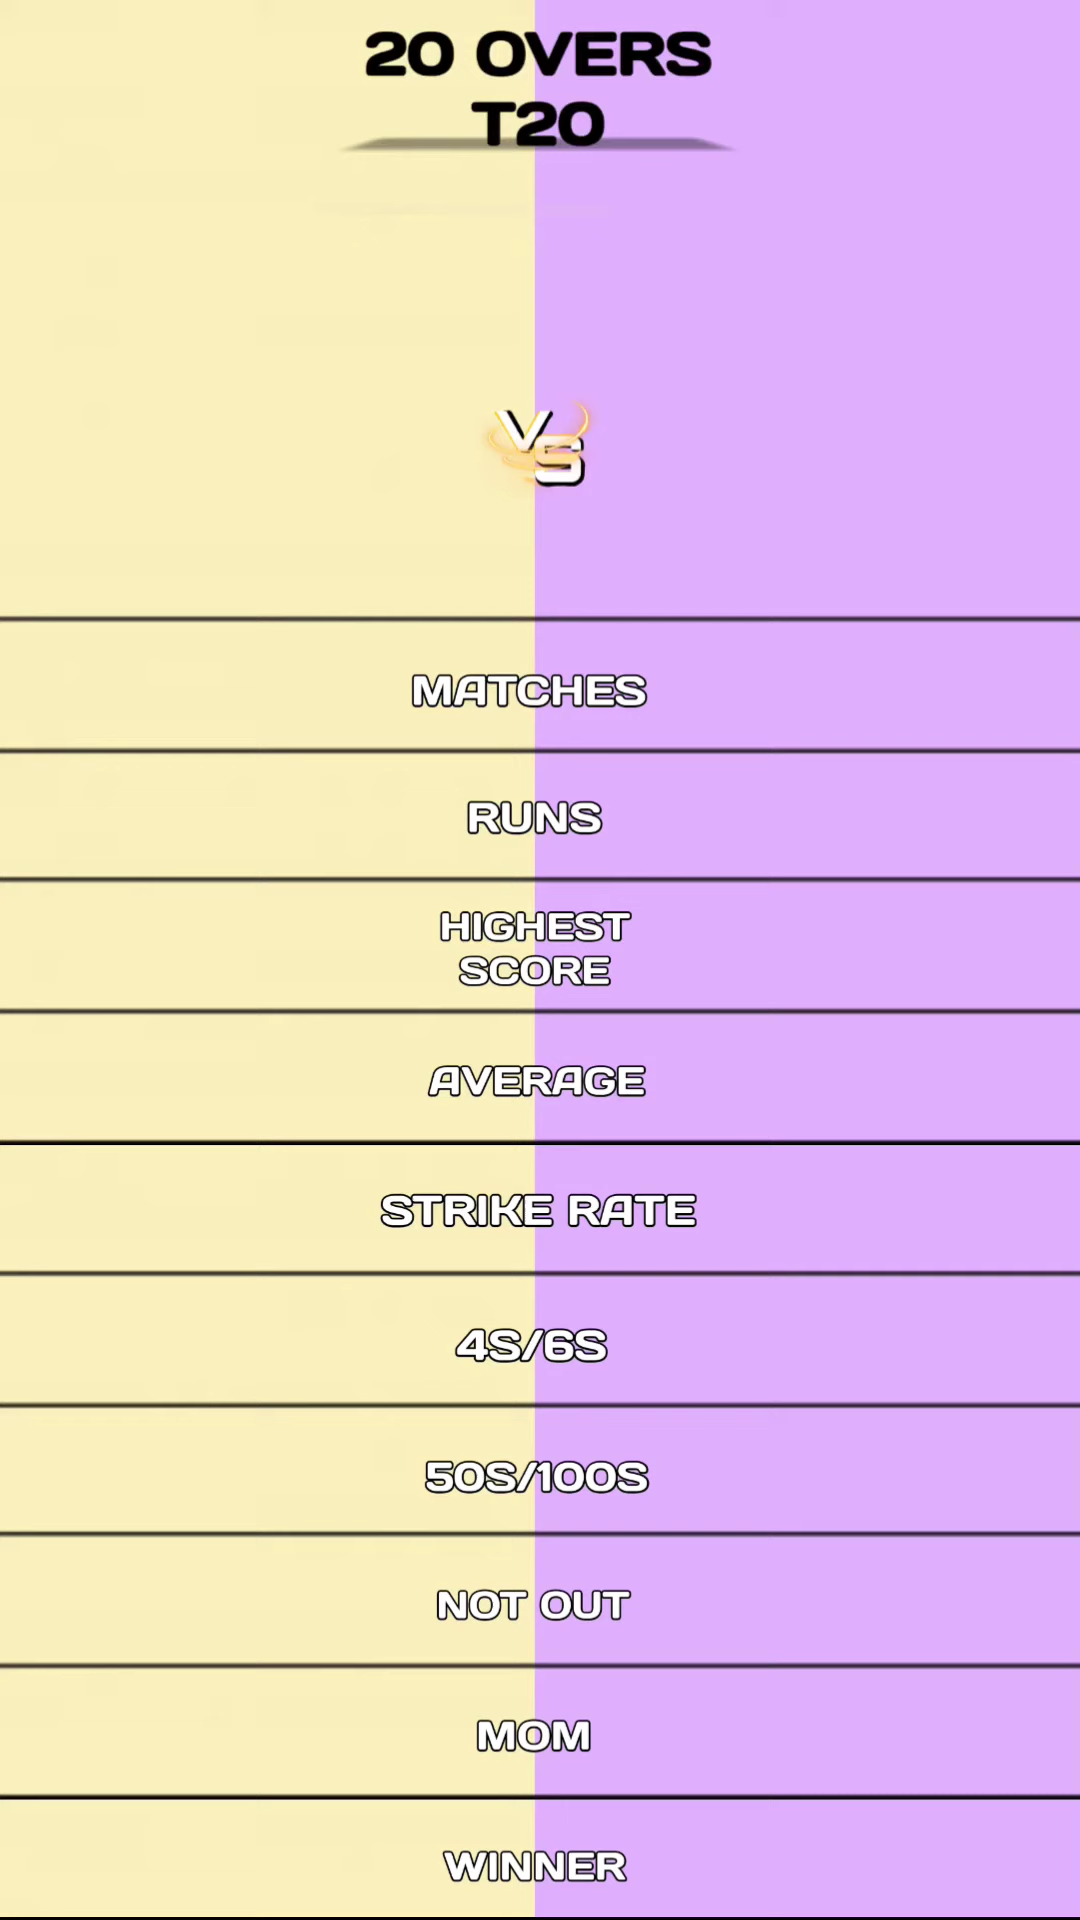 20 OVERS
T20
VS
MATCHES
RUNS
HIGHEST
SCORE
AVERAGE
STRIKE RATE
4S/6S
50S/100S
NOT OUT
MOM
WINNER